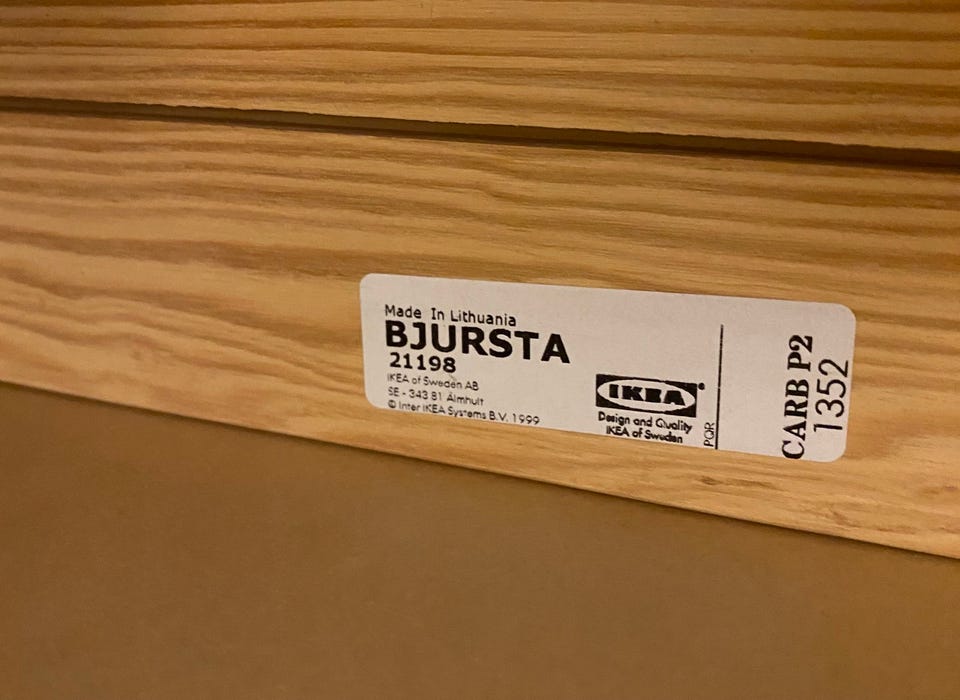 Made In Lithuania
BJURSTA
21198
IKEA of Sweden AB
SE - 343 81 Älmhult
© Inter IKEA Systems B.V. 1999
IKEA®
Design and Quality
IKEA of Sweden
PQR
CARB P2
1352